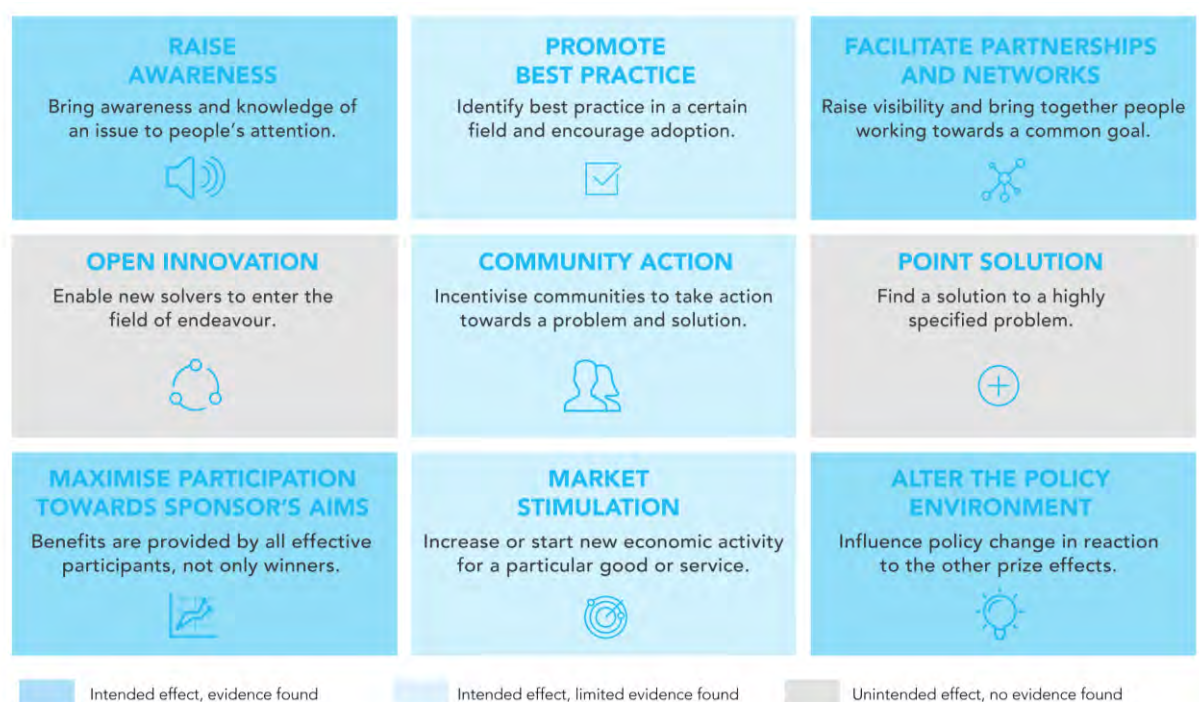 RAISE
AWARENESS
Bring awareness and knowledge of
an issue to people's attention.
PROMOTE
BEST PRACTICE
Identify best practice in a certain
field and encourage adoption.
FACILITATE PARTNERSHIPS
AND NETWORKS
Raise visibility and bring together people
working towards a common goal.
OPEN INNOVATION
Enable new solvers to enter the
field of endeavour.
COMMUNITY ACTION
Incentivise communities to take action
towards a problem and solution.
POINT SOLUTION
Find a solution to a highly
specified problem.
MAXIMISE PARTICIPATION
TOWARDS SPONSOR'S AIMS
Benefits are provided by all effective
participants, not only winners.
MARKET
STIMULATION
Increase or start new economic activity
for a particular good or service.
ALTER THE POLICY
ENVIRONMENT
Influence policy change in reaction
to the other prize effects.
Intended effect, evidence found
Intended effect, limited evidence found
Unintended effect, no evidence found